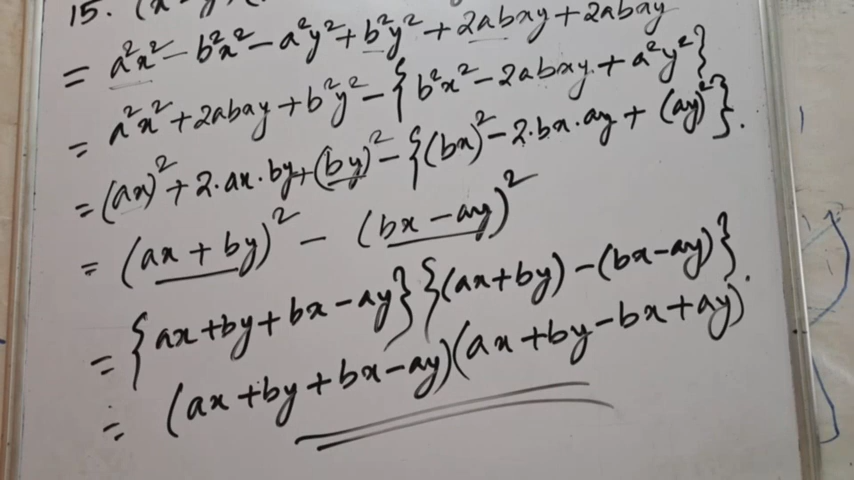 15. (x
= a²x² - b²x² - a²y² + b²y² + 2abxy + 2abxy
= a²x² + 2abxy + b²y² - {b²x² - 2abxy + a²y²}
= (ax)² + 2·ax·by + (by)² - {(bx)² - 2·bx·ay + (ay)²}.
= (ax + by)² - (bx - ay)²
= {ax + by + bx - ay} {(ax + by) - (bx - ay)}.
= (ax + by + bx - ay)(ax + by - bx + ay)